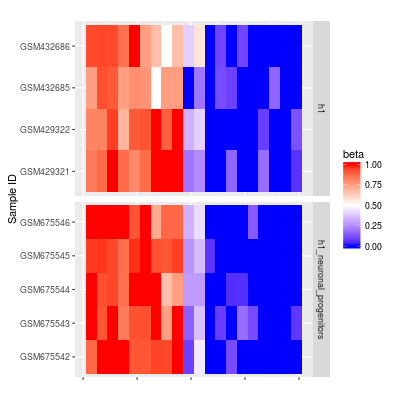 GSM432686
GSM432685
GSM429322
GSM429321
h1
GSM675546
GSM675545
GSM675544
GSM675543
GSM675542
h1_neuronal_progenitors
Sample ID
beta
1.00
0.75
0.50
0.25
0.00